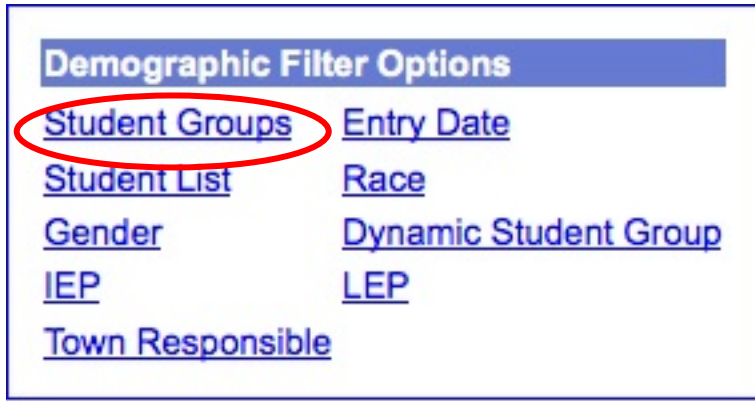 Demographic Filter Options
Student Groups Entry Date
Student List Race
Gender Dynamic Student Group
IEP LEP
Town Responsible